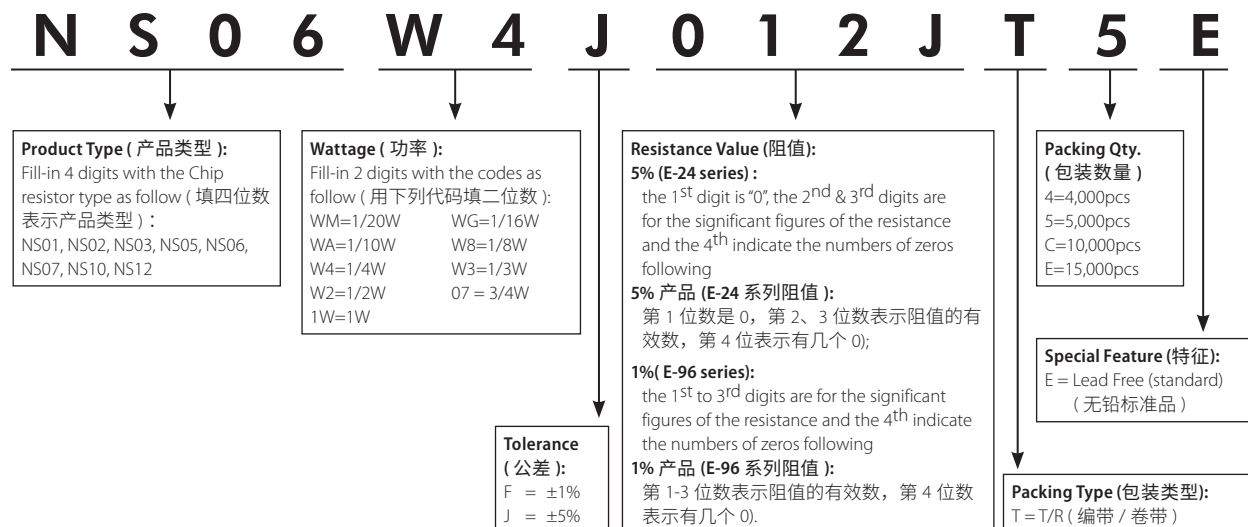 N S 0 6 W 4 J 0 1 2 J T 5 E
Product Type ( 产品类型 ):
Fill-in 4 digits with the Chip
resistor type as follow ( 填四位数
表示产品类型 ) :
NS01, NS02, NS03, NS05, NS06,
NS07, NS10, NS12
Wattage ( 功率 ):
Fill-in 2 digits with the codes as
follow ( 用下列代码填二位数 ):
WM=1/20W WG=1/16W
WA=1/10W W8=1/8W
W4=1/4W W3=1/3W
W2=1/2W 07 = 3/4W
1W=1W
Tolerance
( 公差 ):
F = ±1%
J = ±5%
Resistance Value (阻值):
5% (E-24 series) :
the 1st digit is “0”, the 2nd & 3rd digits are
for the significant figures of the resistance
and the 4th indicate the numbers of zeros
following
5% 产品 (E-24 系列阻值 ):
第 1 位数是 0，第 2、3 位数表示阻值的有
效数，第 4 位表示有几个 0);
1%( E-96 series):
the 1st to 3rd digits are for the significant
figures of the resistance and the 4th indicate
the numbers of zeros following
1% 产品 (E-96 系列阻值 ):
第 1-3 位数表示阻值的有效数，第 4 位数
表示有几个 0).
Packing Qty.
( 包装数量 )
4=4,000pcs
5=5,000pcs
C=10,000pcs
E=15,000pcs
Special Feature (特征):
E = Lead Free (standard)
( 无铅标准品 )
Packing Type (包装类型):
T = T/R ( 编带 / 卷带 )